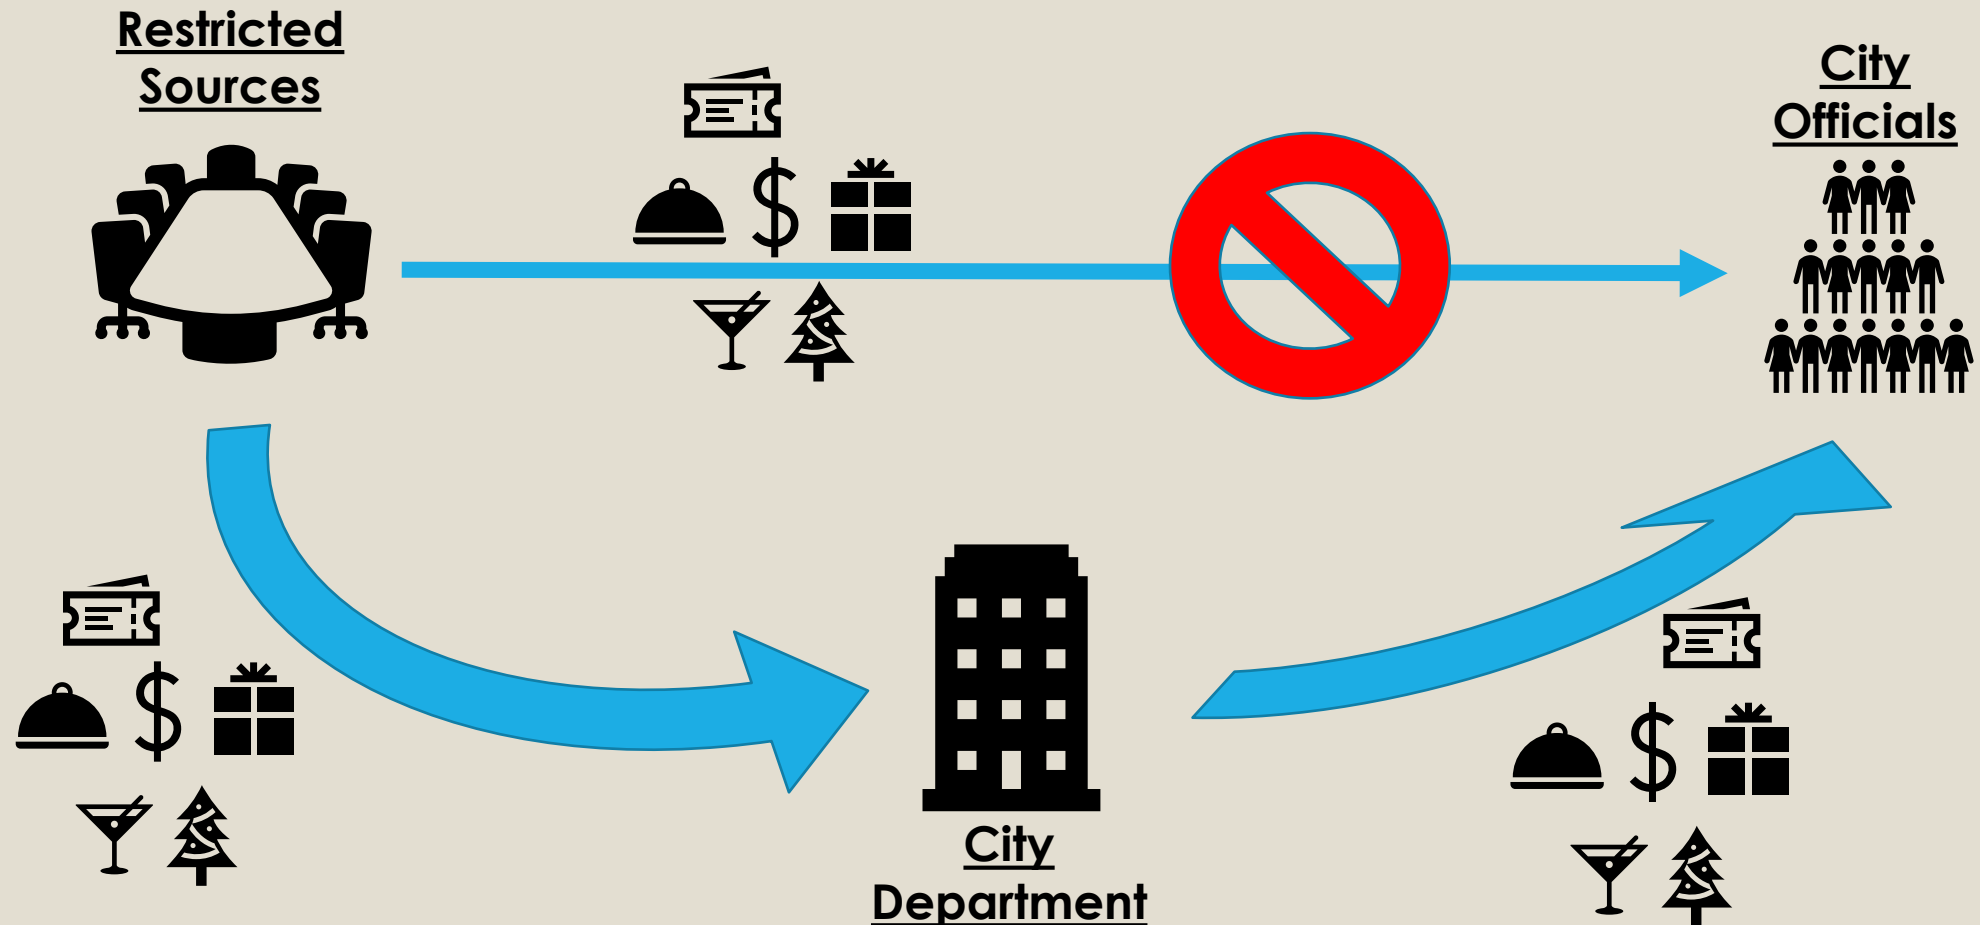 Restricted
Sources
City
Officials
$
$
$
City
Department